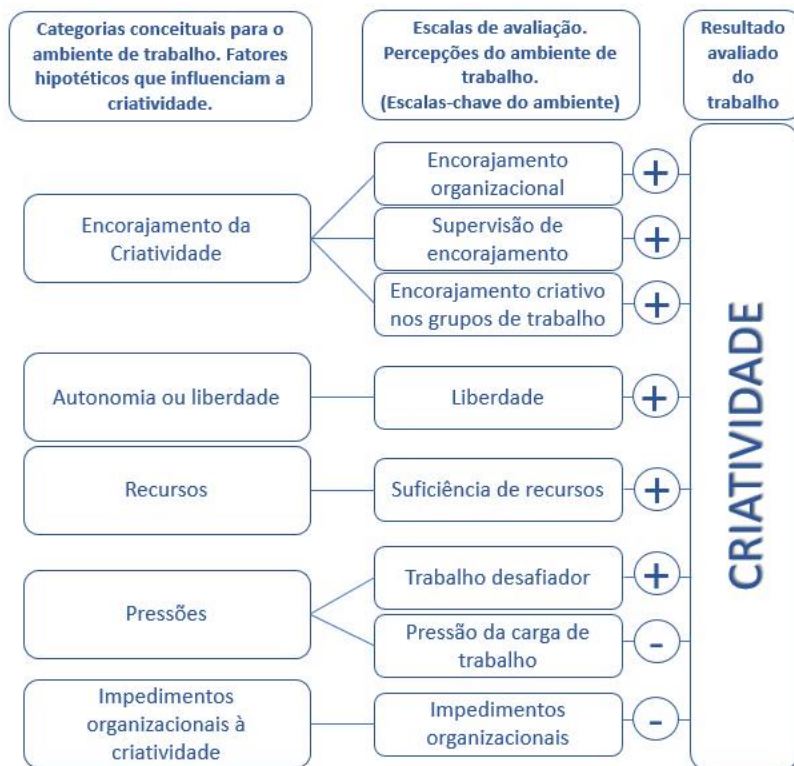 Categorias conceituais para o
ambiente de trabalho. Fatores
hipotéticos que influenciam a
criatividade.
Escalas de avaliação.
Percepções do ambiente de
trabalho.
(Escalas-chave do ambiente)
Resultado
avaliado
do
trabalho
Encorajamento da
Criatividade
Encorajamento
organizacional
+
Supervisão de
encorajamento
+
Encorajamento criativo
nos grupos de trabalho
+
Autonomia ou liberdade
Liberdade
+
Recursos
Suficiência de recursos
+
Pressões
Trabalho desafiador
+
Pressão da carga de
trabalho
-
Impedimentos
organizacionais à
criatividade
Impedimentos
organizacionais
-
CRIATIVIDADE